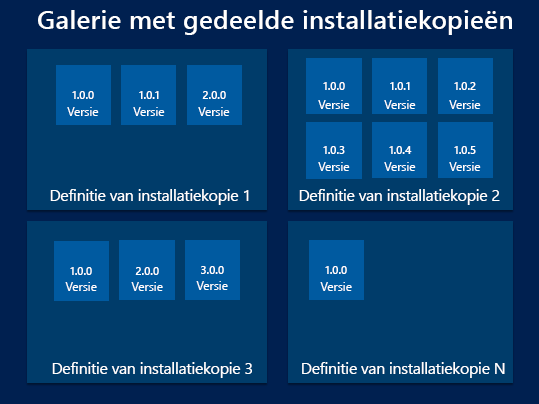 Galerie met gedeelde installatiekopieën
1.0.0
Versie
1.0.1
Versie
2.0.0
Versie
Definitie van installatiekopie 1
1.0.0
Versie
1.0.1
Versie
1.0.2
Versie
1.0.3
Versie
1.0.4
Versie
1.0.5
Versie
Definitie van installatiekopie 2
1.0.0
Versie
2.0.0
Versie
3.0.0
Versie
Definitie van installatiekopie 3
1.0.0
Versie
Definitie van installatiekopie N